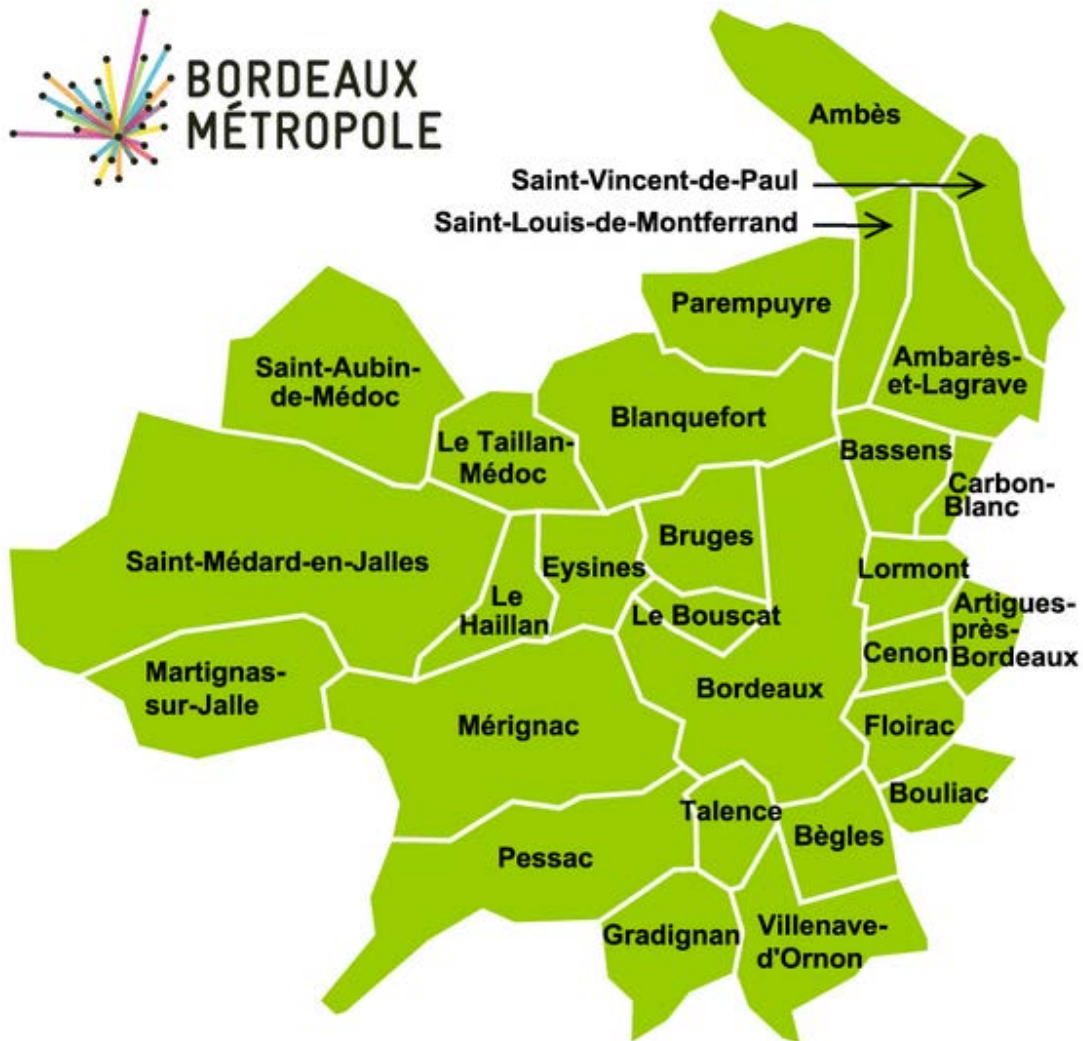 BORDEAUX
MÉTROPOLE
Ambès
Saint-Vincent-de-Paul
Saint-Louis-de-Montferrand
Parempuyre
Saint-Aubin-
de-Médoc
Ambarès-
et-Lagrave
Blanquefort
Le Taillan-
Médoc
Bassens
Carbon-
Blanc
Bruges
Saint-Médard-en-Jalles
Eysines
Lormont
Le
Haillan
Le Bouscat
Artigues-
près-
Bordeaux
Cenon
Martignas-
sur-Jalle
Bordeaux
Mérignac
Floirac
Bouliac
Talence
Bègles
Pessac
Gradignan
Villenave-
d'Ornon